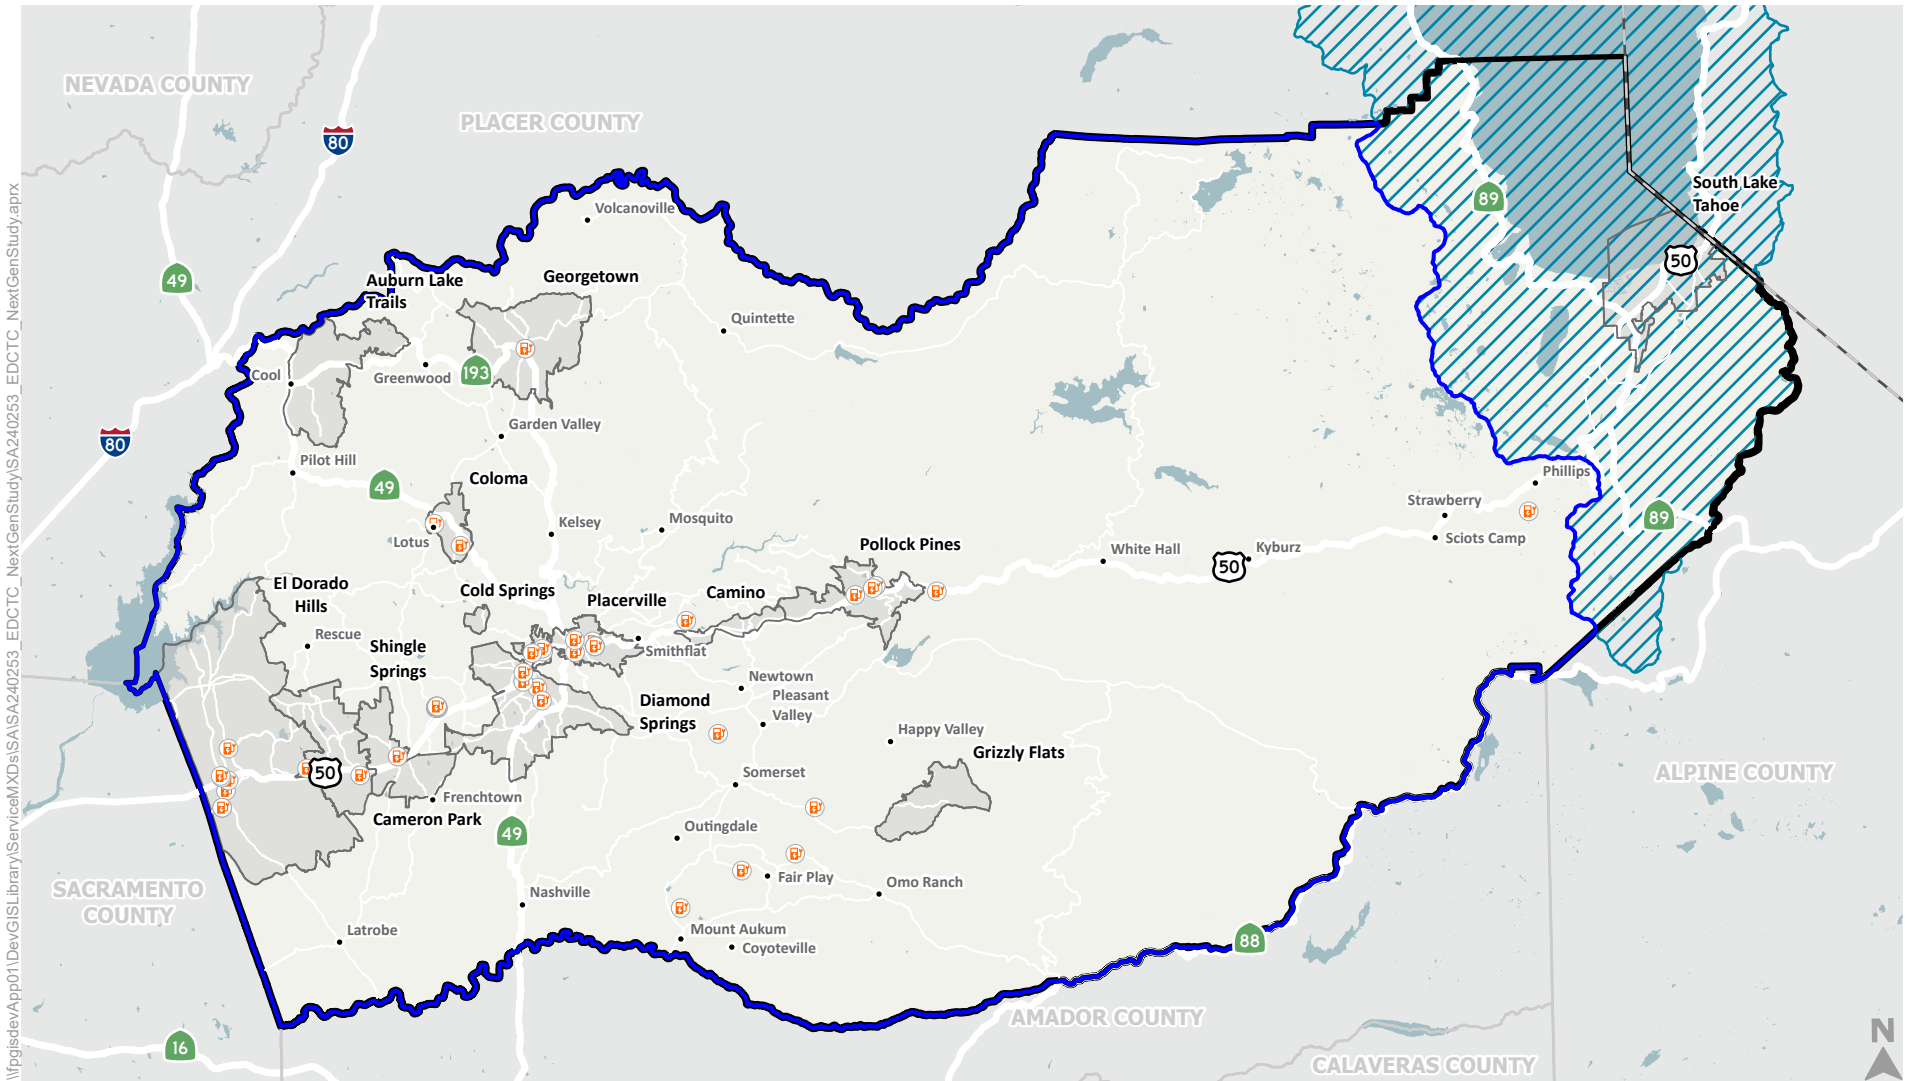 NEVADA COUNTY
PLACER COUNTY
80
89
South Lake
Tahoe
Volcanoville
50
49
Auburn Lake
Trails
Georgetown
Quintette
Cool
Greenwood
193
Garden Valley
80
Pilot Hill
49
Coloma
Phillips
Strawberry
Kelsey
Mosquito
89
Lotus
Sciots Camp
Pollock Pines
White Hall
Kyburz
50
El Dorado
Hills
Cold Springs
Placerville
Camino
Rescue
Shingle
Springs
Smithflat
Newtown
Pleasant
Valley
Diamond
Springs
Happy Valley
Grizzly Flats
50
Somerset
ALPINE COUNTY
Frenchtown
Cameron Park
49
Outingdale
SACRAMENTO
COUNTY
Fair Play
Omo Ranch
Nashville
Latrobe
Mount Aukum
Coyoteville
88
AMADOR COUNTY
16
CALAVERAS COUNTY
N
\\fpgisdevApp01\DevGISLibrary\ServiceMXDs\SA\SA240253_EDCTC_NextGenStudy\SA240253_EDCTC_NextGenStudy.aprx